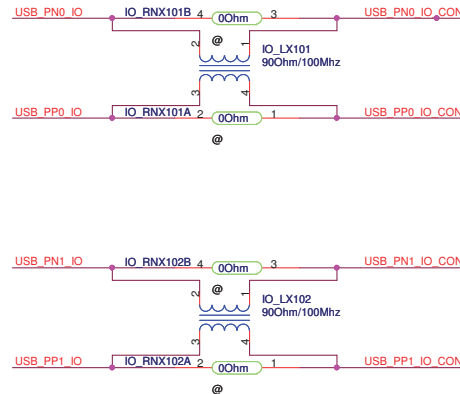 USB_PN0_IO IO_RNX101B 4 0Ohm 3 USB_PN0_IO_CON
@
2 1 IO_LX101
90Ohm/100Mhz
3 4
USB_PP0_IO IO_RNX101A 2 0Ohm 1 USB_PP0_IO_CON
@
USB_PN1_IO IO_RNX102B 4 0Ohm 3 USB_PN1_IO_CON
@
2 1 IO_LX102
90Ohm/100Mhz
3 4
USB_PP1_IO IO_RNX102A 2 0Ohm 1 USB_PP1_IO_CON
@